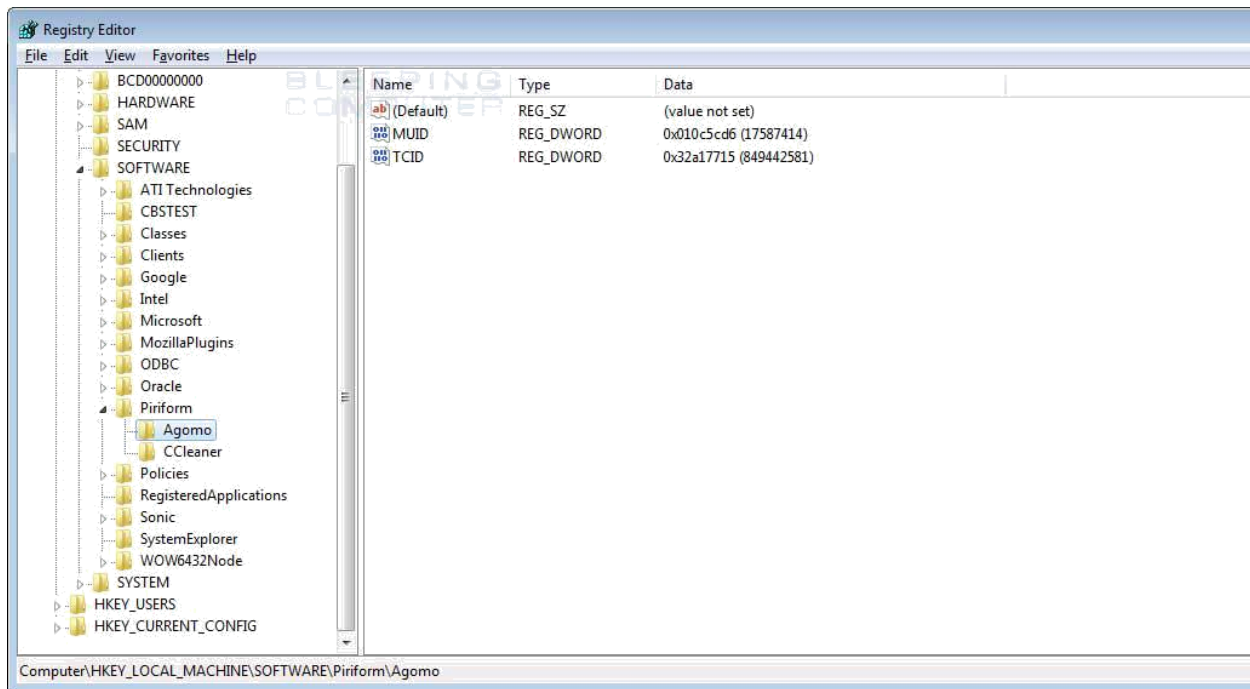 Registry Editor
File Edit View Favorites Help
BCD00000000
HARDWARE
SAM
SECURITY
SOFTWARE
ATI Technologies
CBSTEST
Classes
Clients
Google
Intel
Microsoft
MozillaPlugins
ODBC
Oracle
Piriform
Agomo
CCleaner
Policies
RegisteredApplications
Sonic
SystemExplorer
WOW6432Node
SYSTEM
HKEY_USERS
HKEY_CURRENT_CONFIG
BLEEPING
COMPUTER
Name Type Data
(Default) REG_SZ (value not set)
MUID REG_DWORD 0x010c5cd6 (17587414)
TCID REG_DWORD 0x32a17715 (849442581)
Computer\HKEY_LOCAL_MACHINE\SOFTWARE\Piriform\Agomo